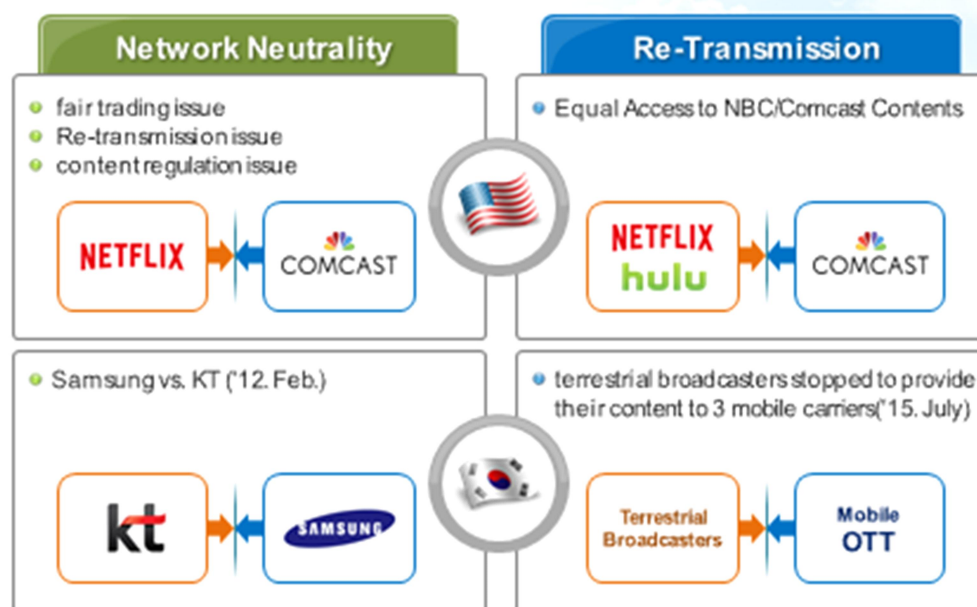 Network Neutrality
fair trading issue
Re-transmission issue
content regulation issue
NETFLIX
COMCAST
Re-Transmission
Equal Access to NBC/Comcast Contents
NETFLIX
hulu
COMCAST
Samsung vs. KT ('12. Feb.)
kt
SAMSUNG
terrestrial broadcasters stopped to provide
their content to 3 mobile carriers('15. July)
Terrestrial
Broadcasters
Mobile
OTT